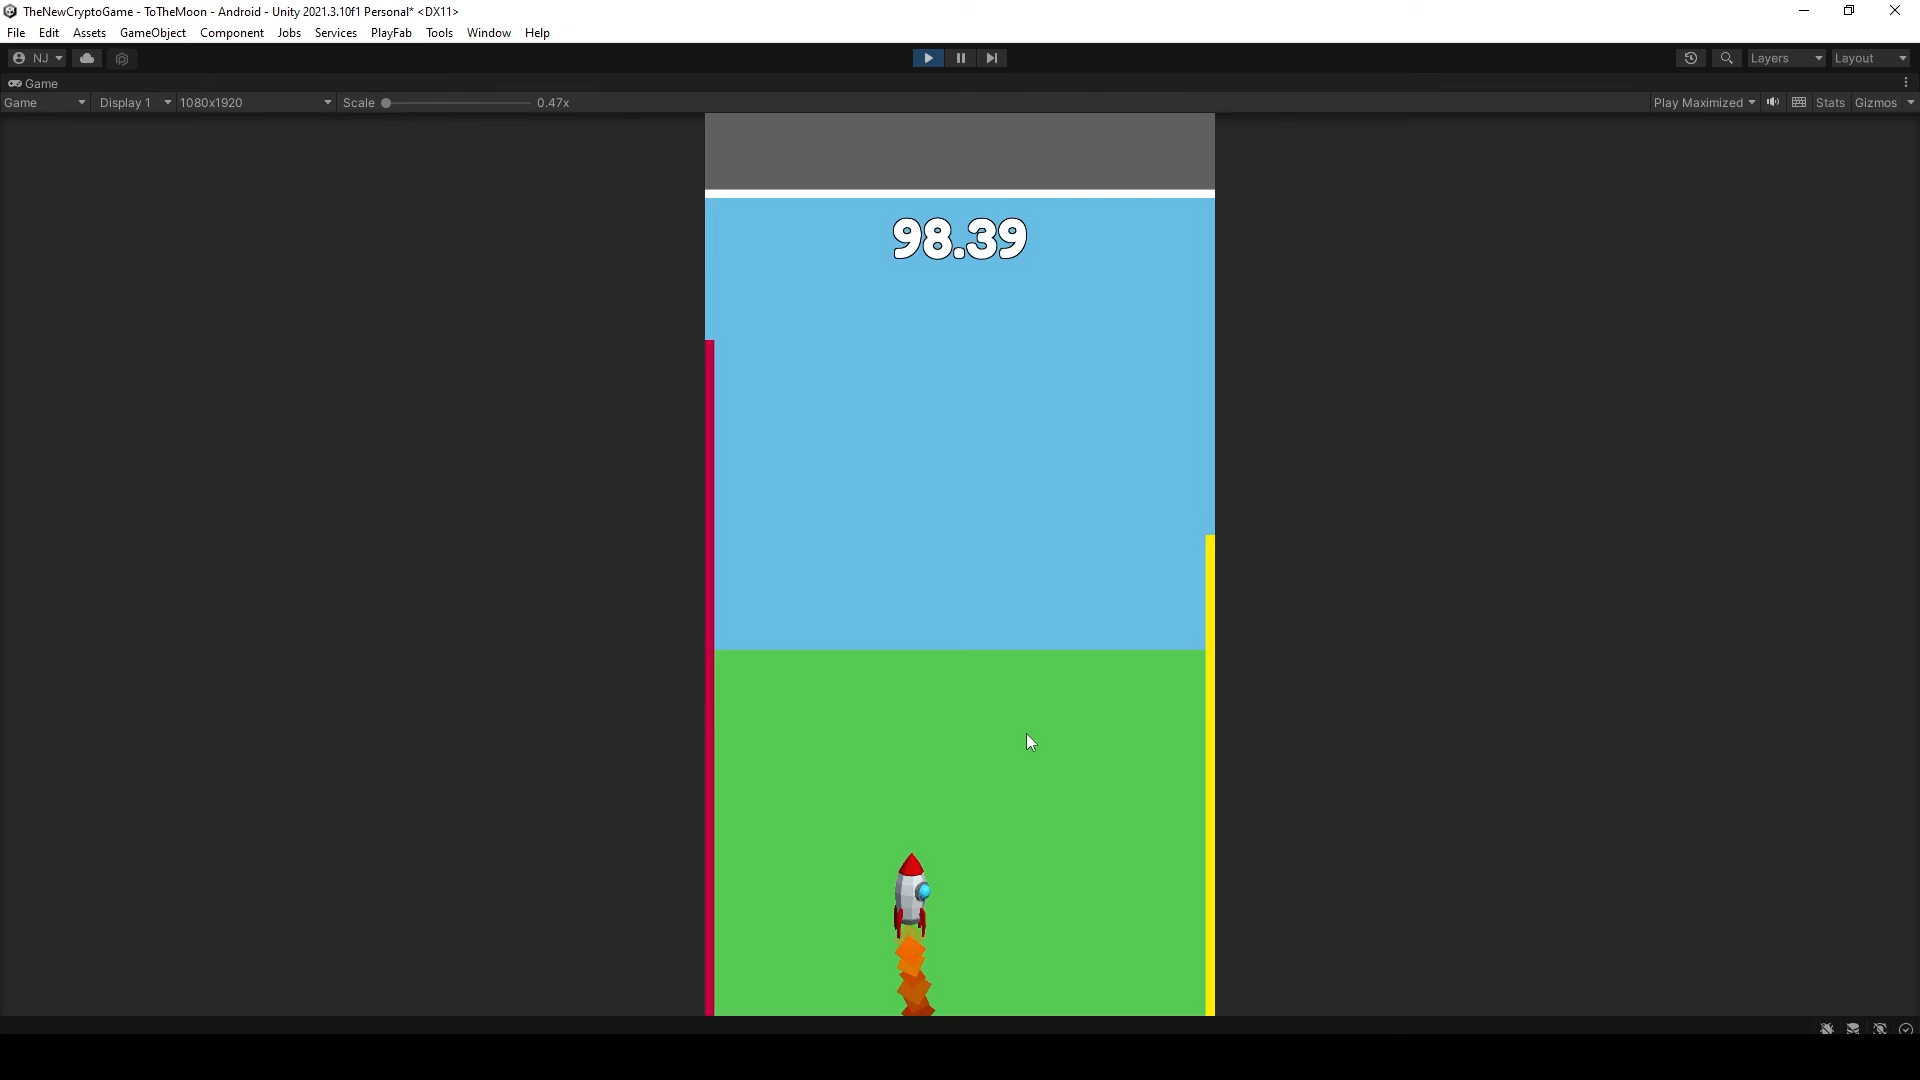 TheNewCryptoGame - ToTheMoon - Android - Unity 2021.3.10f1 Personal* <DX11>
File Edit Assets GameObject Component Jobs Services PlayFab Tools Window Help
NJ Layers Layout
Game
Game Display 1 1080x1920 Scale 0.47x Play Maximized Stats Gizmos
98.39